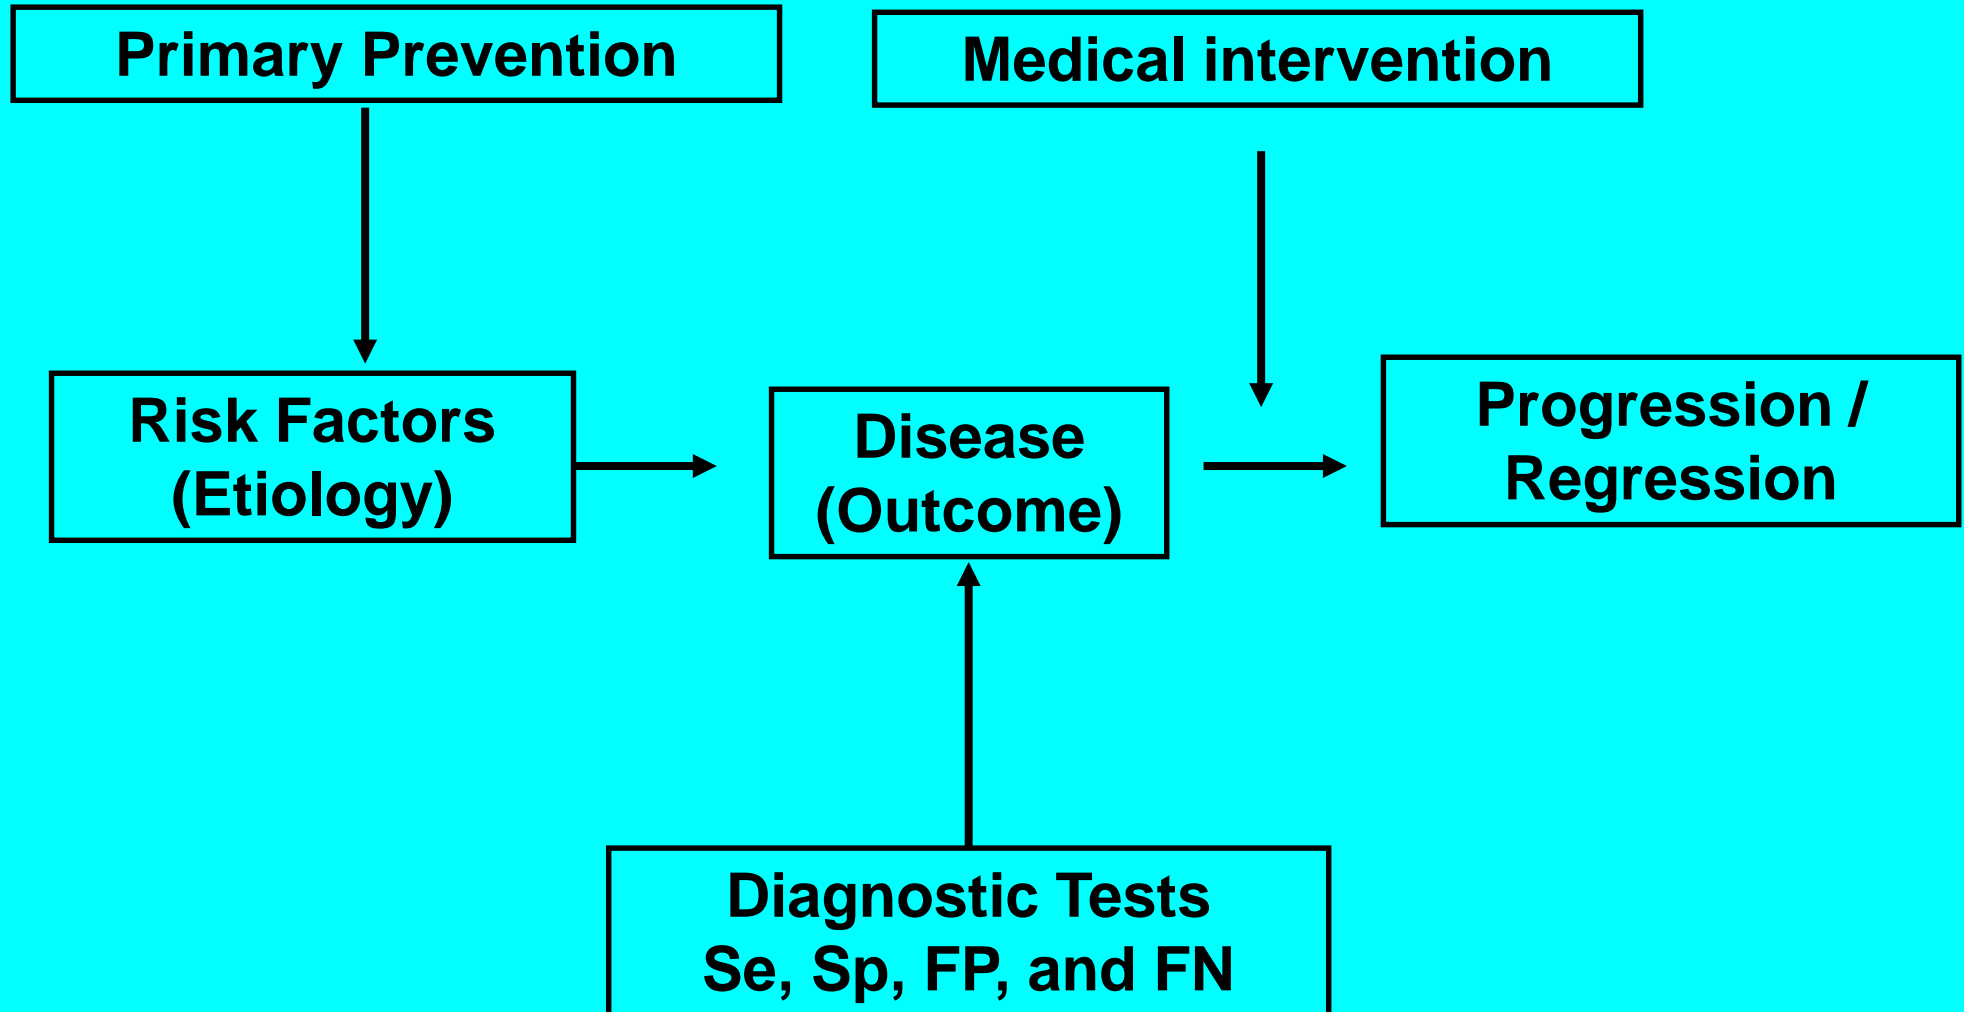 Primary Prevention
Medical intervention
Risk Factors
(Etiology)
Disease
(Outcome)
Progression /
Regression
Diagnostic Tests
Se, Sp, FP, and FN